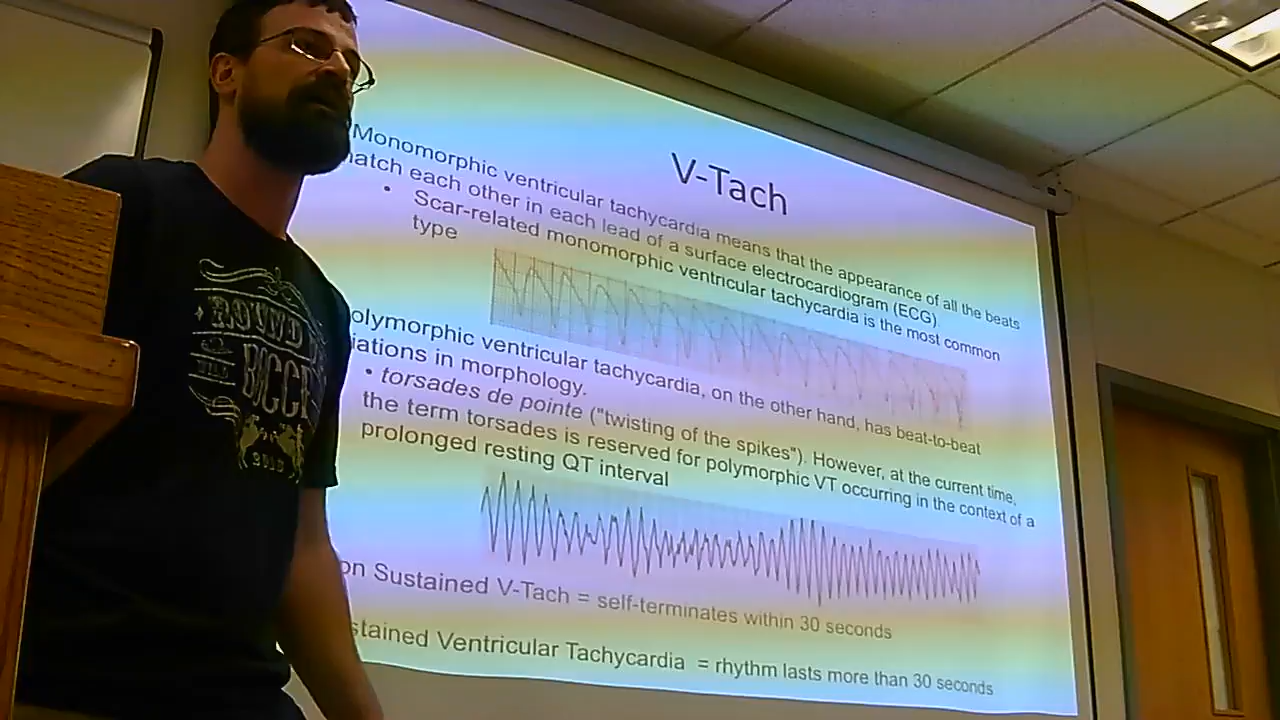 V-Tach
Monomorphic ventricular tachycardia means that the appearance of all the beats
match each other in each lead of a surface electrocardiogram (ECG).
• Scar-related monomorphic ventricular tachycardia is the most common
type
olymorphic ventricular tachycardia, on the other hand, has beat-to-beat
iations in morphology.
• torsades de pointe ("twisting of the spikes"). However, at the current time,
the term torsades is reserved for polymorphic VT occurring in the context of a
prolonged resting QT interval
on Sustained V-Tach = self-terminates within 30 seconds
stained Ventricular Tachycardia = rhythm lasts more than 30 seconds
ROUND
BOCCE
2010